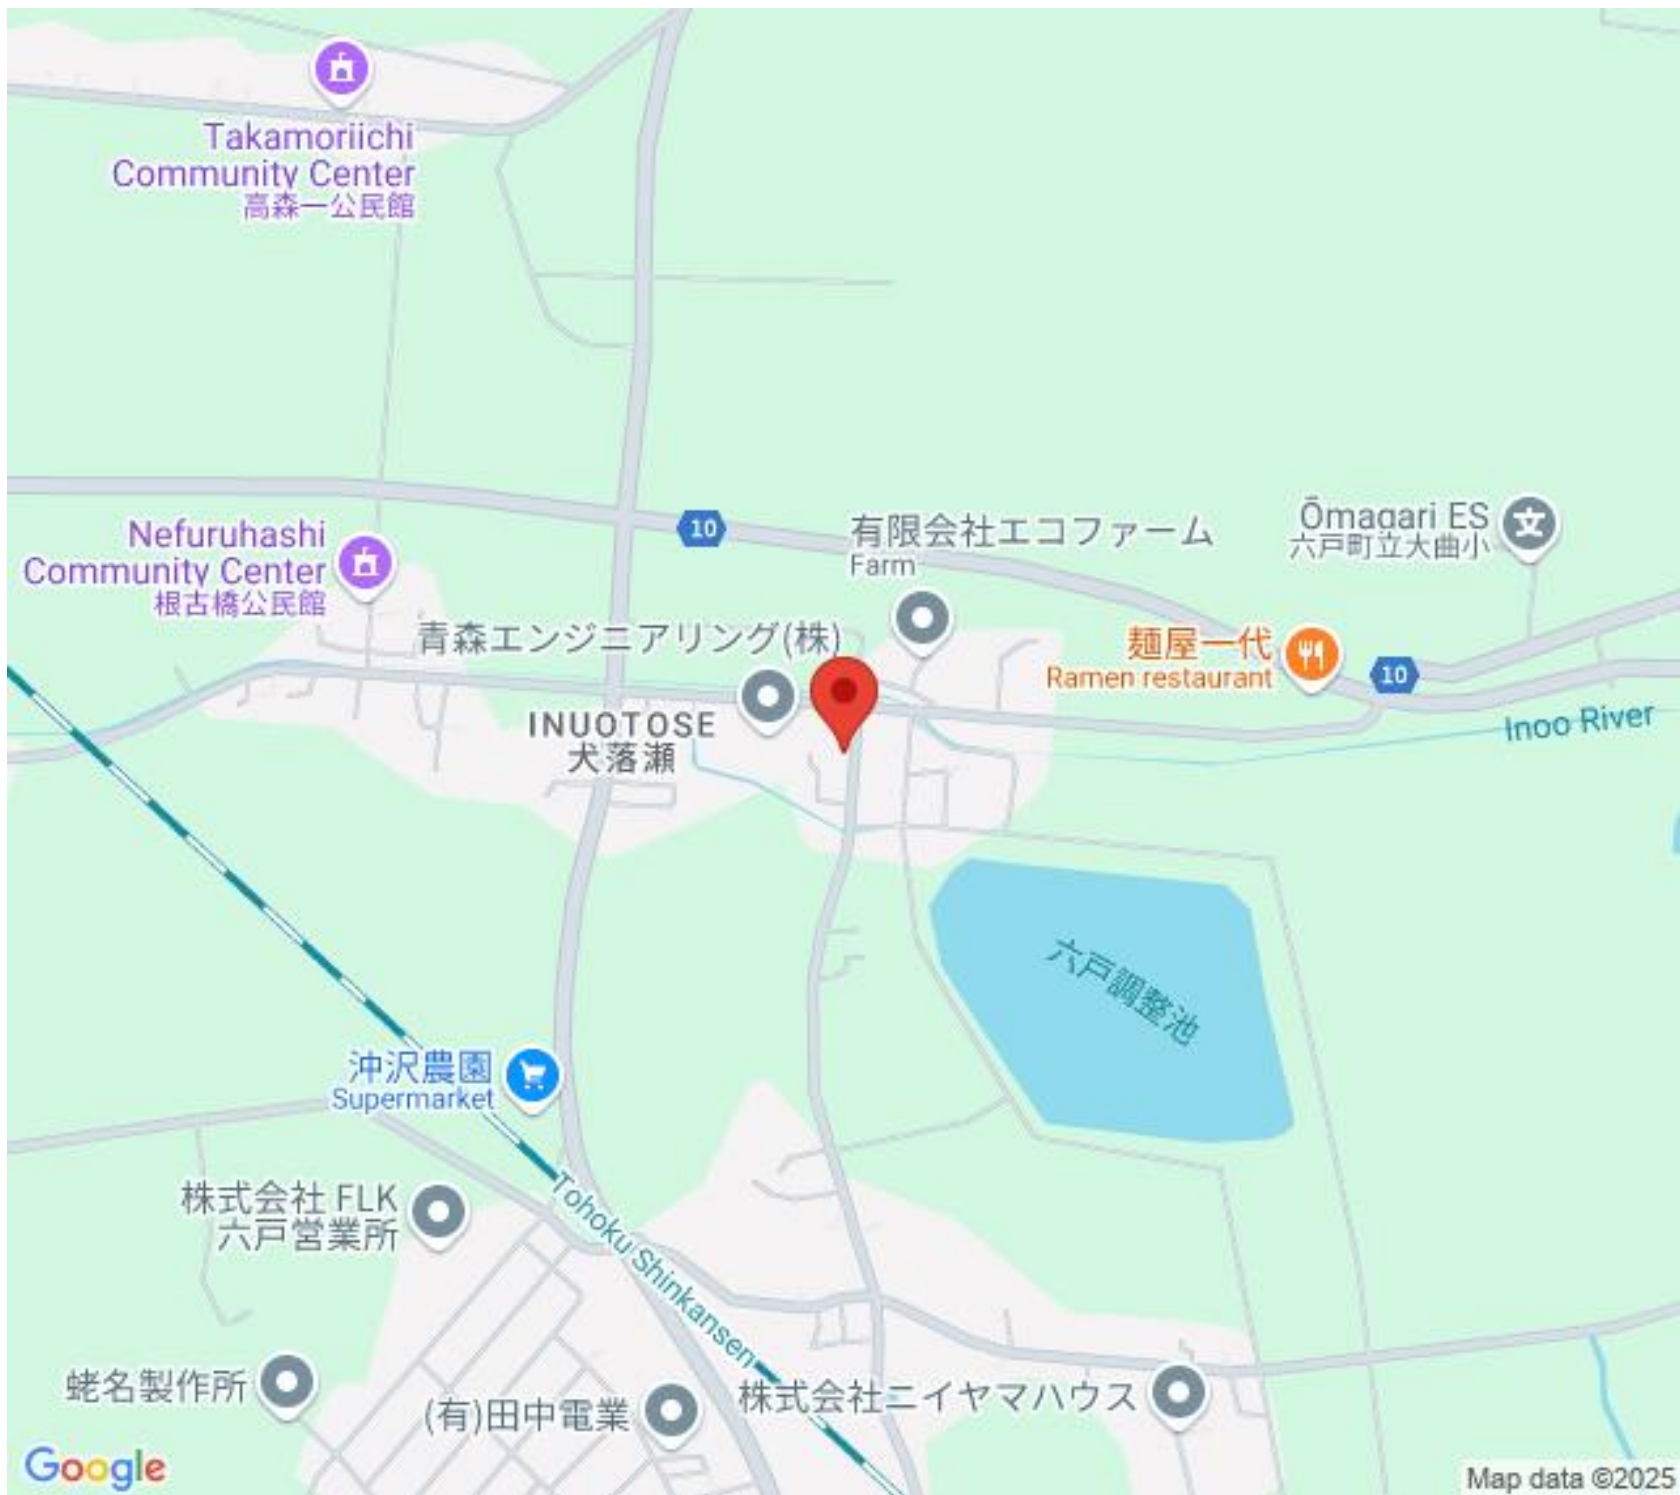 Takamoriichi
Community Center
高森一公民館
10
有限会社エコファーム
Farm
Ōmagari ES
六戸町立大曲小
文
Nefuruhashi
Community Center
根古橋公民館
青森エンジニアリング(株)
麺屋一代
Ramen restaurant
10
INUOTOSE
犬落瀬
Inoo River
六戸調整池
沖沢農園
Supermarket
株式会社 FLK
六戸営業所
Tohoku Shinkansen
蛯名製作所
(有)田中電業
株式会社ニイヤマハウス
Google
Map data ©2025